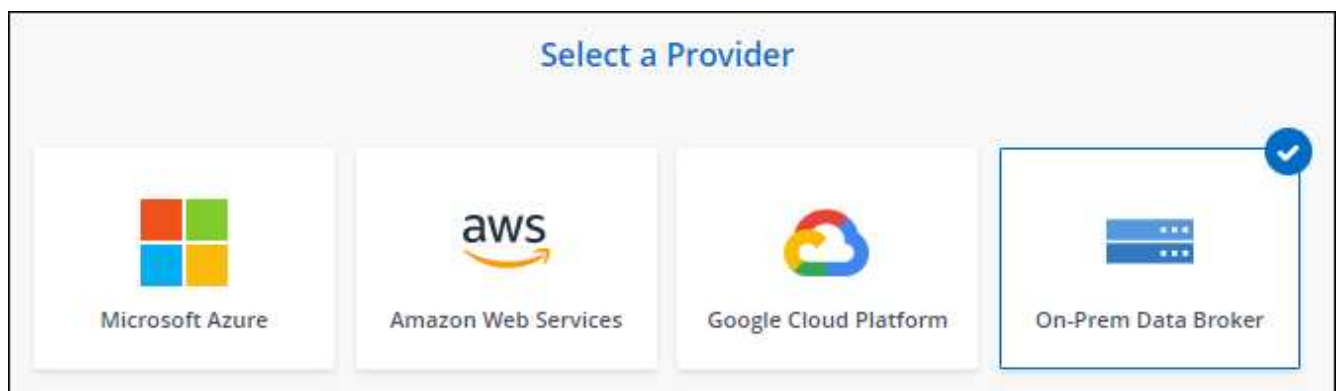 Select a Provider
aws
Microsoft Azure
Amazon Web Services
Google Cloud Platform
On-Prem Data Broker